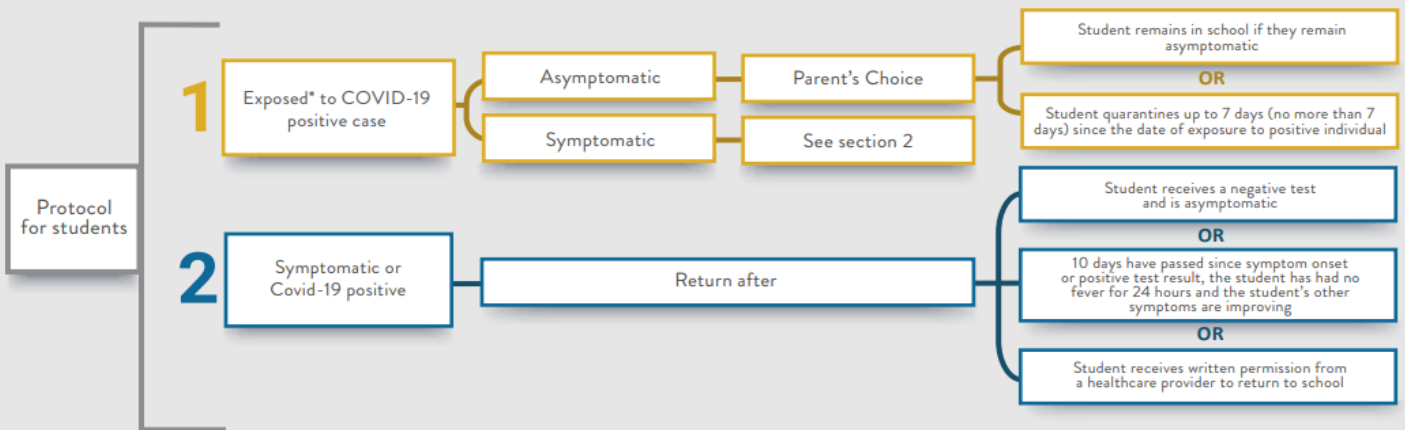 Protocol
for students
1
Exposed* to COVID-19
positive case
Asymptomatic
Parent's Choice
Student remains in school if they remain
asymptomatic
OR
Student quarantines up to 7 days (no more than 7
days) since the date of exposure to positive individual
Symptomatic
See section 2
2
Symptomatic or
Covid-19 positive
Return after
Student receives a negative test
and is asymptomatic
OR
10 days have passed since symptom onset
or positive test result, the student has had no
fever for 24 hours and the student's other
symptoms are improving
OR
Student receives written permission from
a healthcare provider to return to school